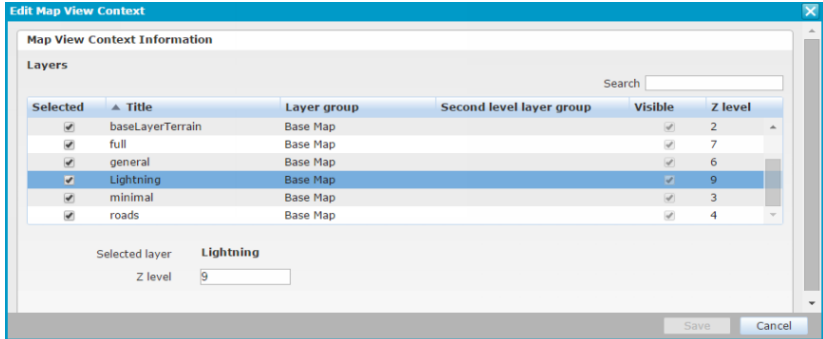 Edit Map View Context
Map View Context Information
Layers
Search
Selected Title Layer group Second level layer group Visible Z level
baseLayerTerrain Base Map 2
full Base Map 7
general Base Map 6
Lightning Base Map 9
minimal Base Map 3
roads Base Map 4
Selected layer Lightning
Z level 9
Save Cancel